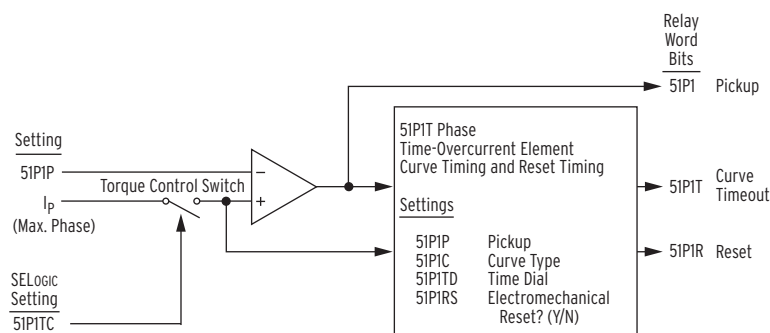 Relay
Word
Bits
51P1 Pickup
Setting
51P1P
Torque Control Switch
IP
(Max. Phase)
SELOGIC
Setting
51P1TC
−
+
51P1T Phase
Time-Overcurrent Element
Curve Timing and Reset Timing
Settings
51P1P Pickup
51P1C Curve Type
51P1TD Time Dial
51P1RS Electromechanical
Reset? (Y/N)
51P1T Curve
Timeout
51P1R Reset